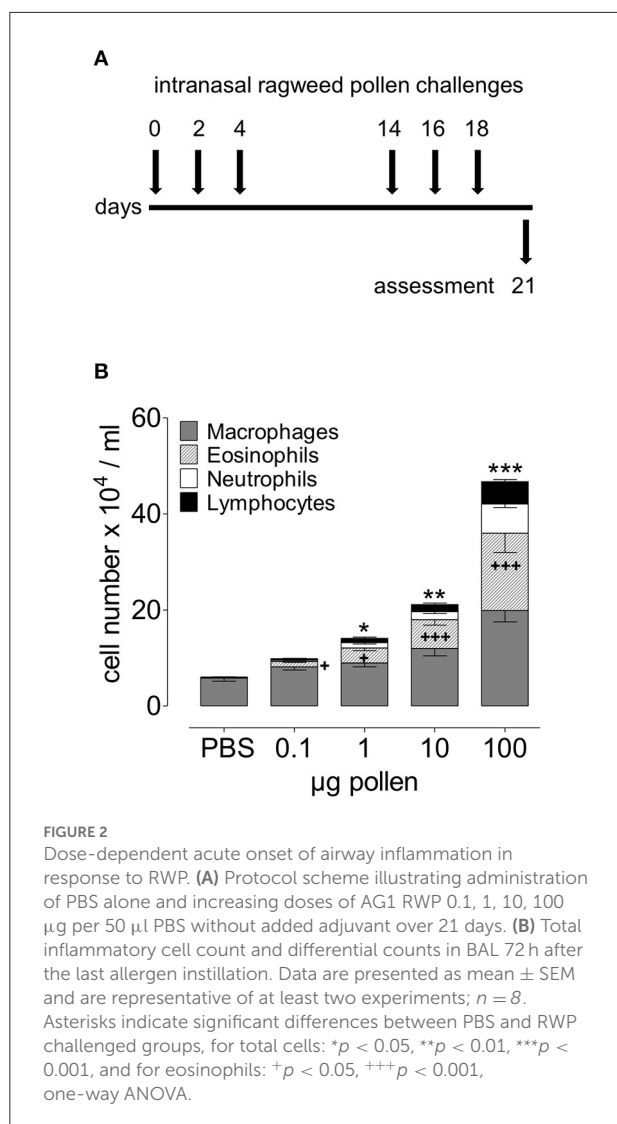 A
intranasal ragweed pollen challenges
0 2 4 14 16 18
days
assessment 21
B
60
40
20
0
cell number x 10⁴ / ml
Macrophages
Eosinophils
Neutrophils
Lymphocytes
***
**
*
+++
+++
+
+
PBS 0.1 1 10 100
µg pollen
FIGURE 2
Dose-dependent acute onset of airway inflammation in
response to RWP. (A) Protocol scheme illustrating administration
of PBS alone and increasing doses of AG1 RWP 0.1, 1, 10, 100
µg per 50 µl PBS without added adjuvant over 21 days. (B) Total
inflammatory cell count and differential counts in BAL 72 h after
the last allergen instillation. Data are presented as mean ± SEM
and are representative of at least two experiments; n = 8.
Asterisks indicate significant differences between PBS and RWP
challenged groups, for total cells: *p < 0.05, **p < 0.01, ***p <
0.001, and for eosinophils: ⁺p < 0.05, ⁺⁺⁺p < 0.001,
one-way ANOVA.